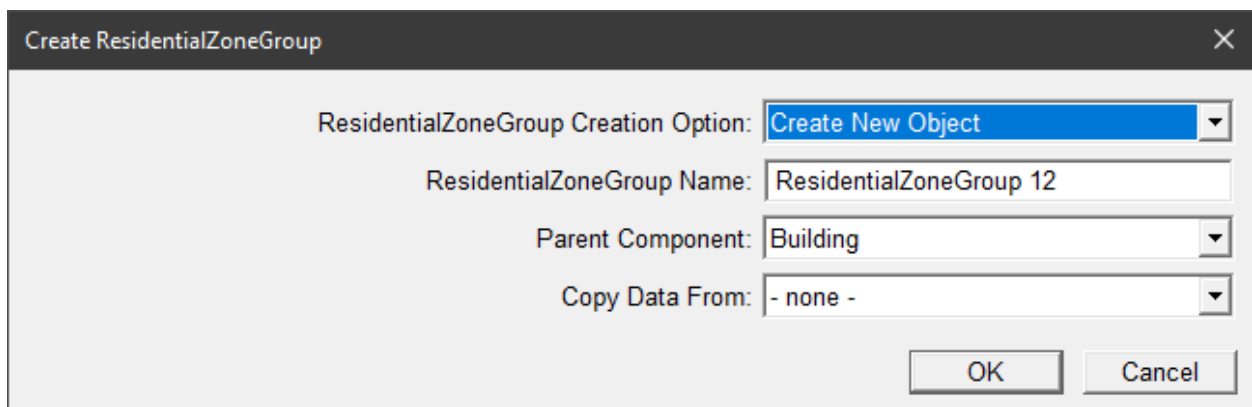 Create ResidentialZoneGroup
ResidentialZoneGroup Creation Option: Create New Object
ResidentialZoneGroup Name: ResidentialZoneGroup 12
Parent Component: Building
Copy Data From: - none -
OK Cancel